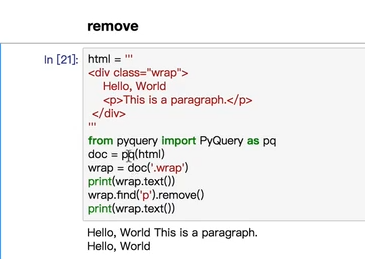 remove
In [21]:
html = '''
<div class="wrap">
Hello, World
<p>This is a paragraph.</p>
</div>
'''
from pyquery import PyQuery as pq
doc = pq(html)
wrap = doc('.wrap')
print(wrap.text())
wrap.find('p').remove()
print(wrap.text())
Hello, World This is a paragraph.
Hello, World